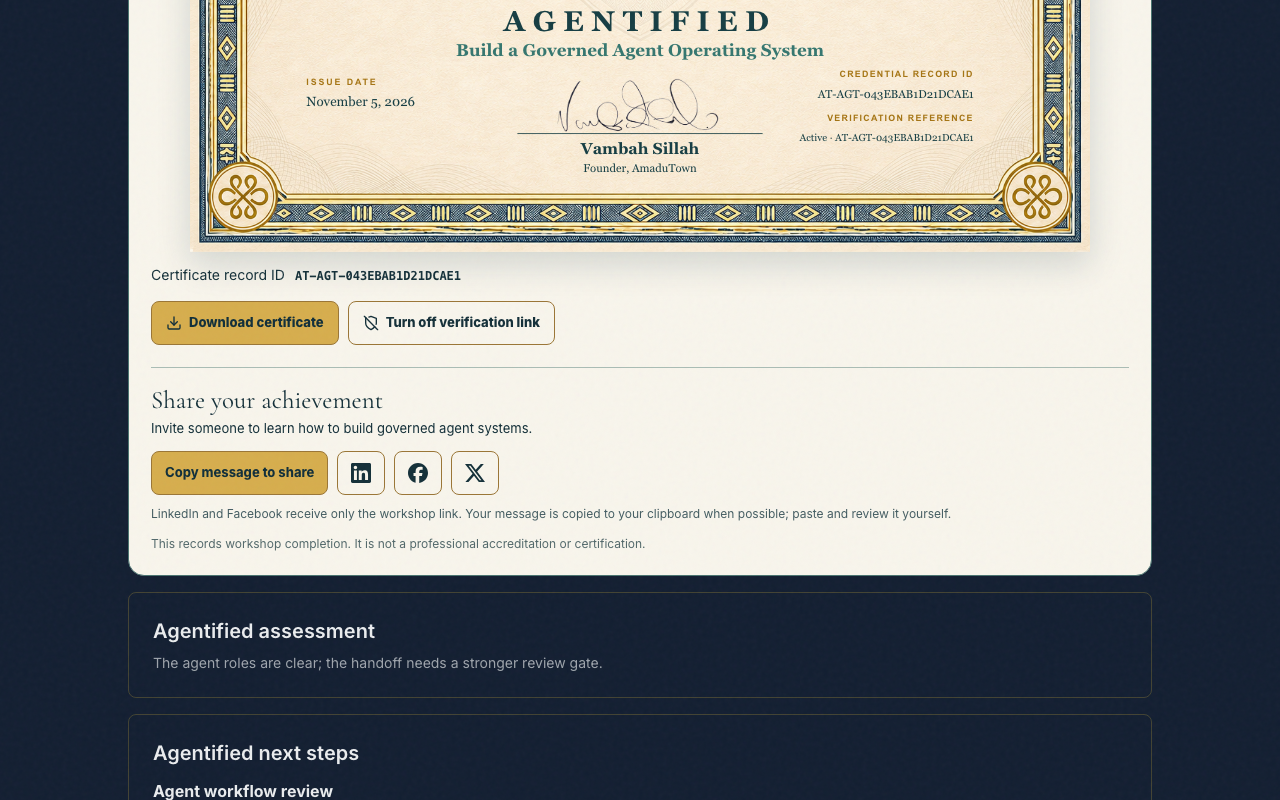 AGENTIFIED
Build a Governed Agent Operating System
ISSUE DATE
November 5, 2026
Vambah Sillah
Founder, AmaduTown
CREDENTIAL RECORD ID
AT-AGT-043EBAB1D21DCAE1
VERIFICATION REFERENCE
Active · AT-AGT-043EBAB1D21DCAE1
Certificate record ID AT-AGT-043EBAB1D21DCAE1
Download certificate
Turn off verification link
Share your achievement
Invite someone to learn how to build governed agent systems.
Copy message to share
LinkedIn and Facebook receive only the workshop link. Your message is copied to your clipboard when possible; paste and review it yourself.
This records workshop completion. It is not a professional accreditation or certification.
Agentified assessment
The agent roles are clear; the handoff needs a stronger review gate.
Agentified next steps
Agent workflow review